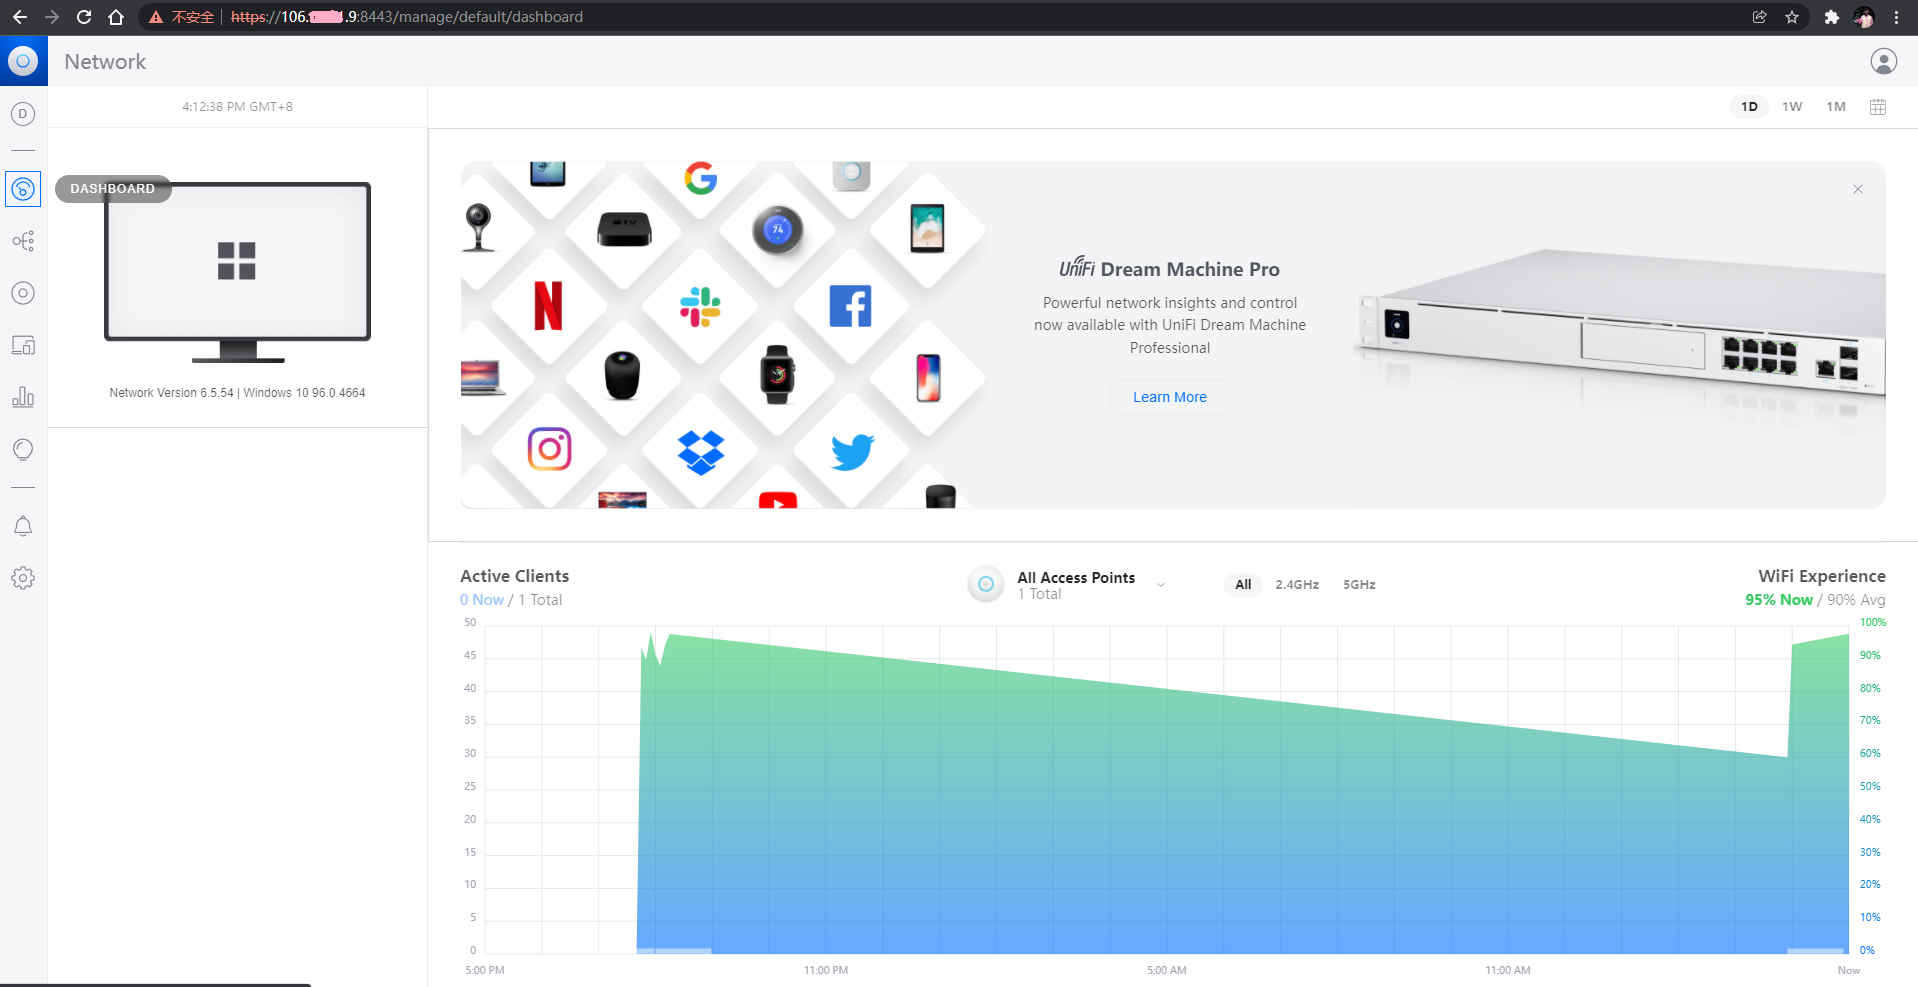 不安全 https://106. .9:8443/manage/default/dashboard
Network
D
4:12:38 PM GMT+8
1D 1W 1M
DASHBOARD
Network Version 6.5.54 | Windows 10 96.0.4664
tv
74
UniFi Dream Machine Pro
Powerful network insights and control
now available with UniFi Dream Machine
Professional
Learn More
Active Clients
0 Now / 1 Total
All Access Points
1 Total
All 2.4GHz 5GHz
WiFi Experience
95% Now / 90% Avg
50 100%
45 90%
40 80%
35 70%
30 60%
25 50%
20 40%
15 30%
10 20%
5 10%
0 0%
5:00 PM 11:00 PM 5:00 AM 11:00 AM Now